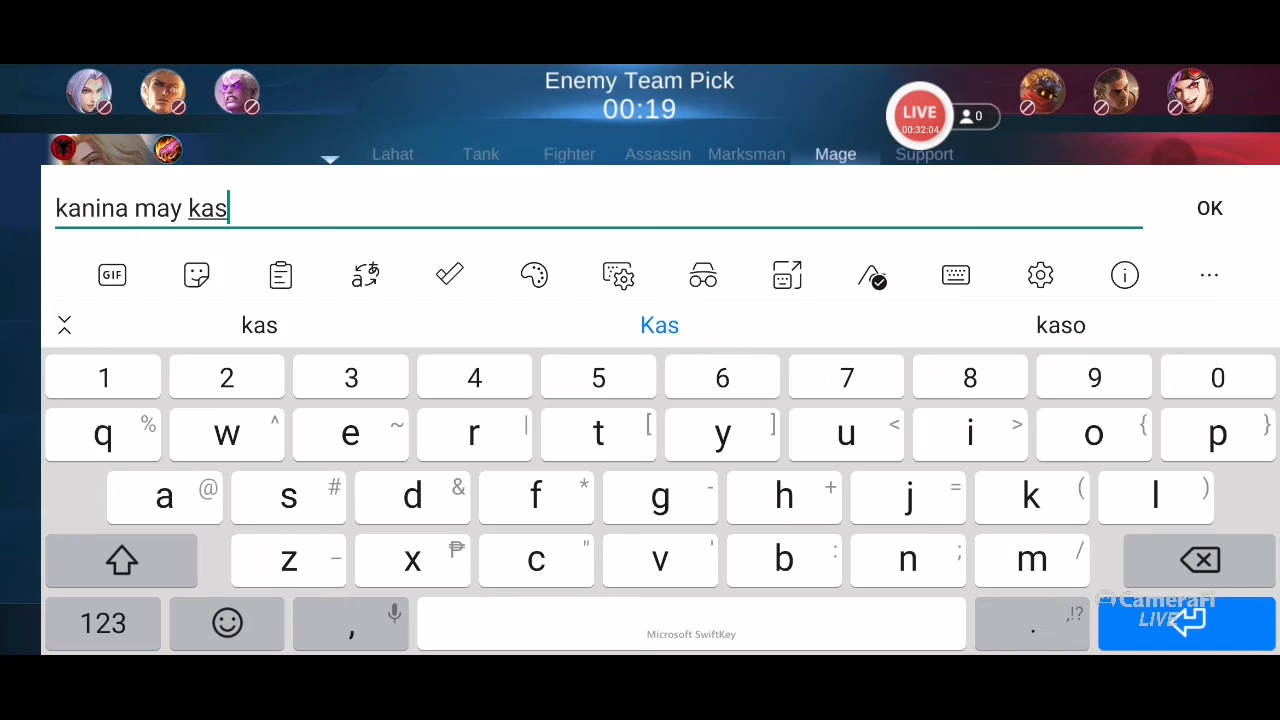 Enemy Team Pick
00:19
LIVE
00:32:04
0
Lahat Tank Fighter Assassin Marksman Mage Support
kanina may kas
OK
GIF
kas Kas kaso
1 2 3 4 5 6 7 8 9 0
q % w ^ e ~ r | t [ y ] u < i > o { p }
a @ s # d & f * g - h + j = k ( l )
z _ x ₱ c " v ' b : n ; m /
CameraFi
LIVE
123 , Microsoft SwiftKey . ,!?